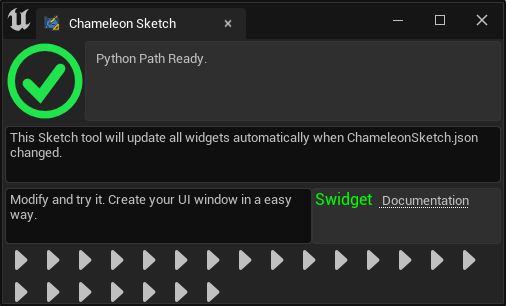 Chameleon Sketch
Python Path Ready.
This Sketch tool will update all widgets automatically when ChameleonSketch.json
changed.
Modify and try it. Create your UI window in a easy
way.
Swidget Documentation